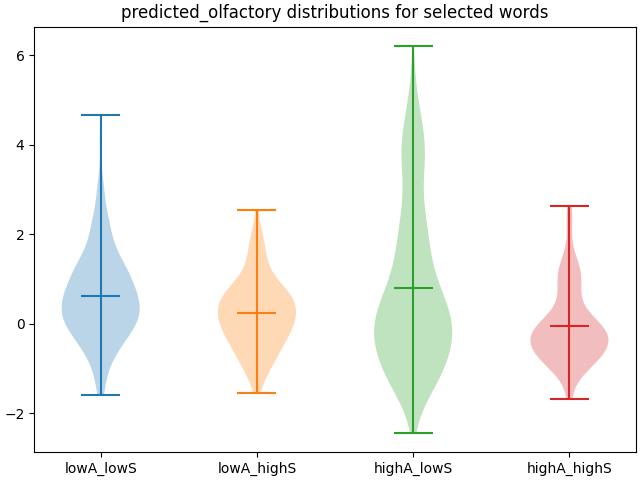 predicted_olfactory distributions for selected words
6
4
2
0
−2
lowA_lowS lowA_highS highA_lowS highA_highS